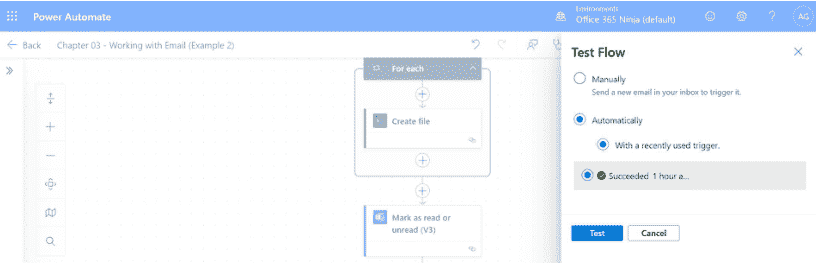 Power Automate
Environments
Office 365 Ninja (default)
?
AG
Back
Chapter 03 - Working with Email (Example 2)
For each
Create file
Mark as read or
unread (V3)
Test Flow
Manually
Send a new email in your inbox to trigger it.
Automatically
With a recently used trigger.
Succeeded 1 hour a...
Test
Cancel